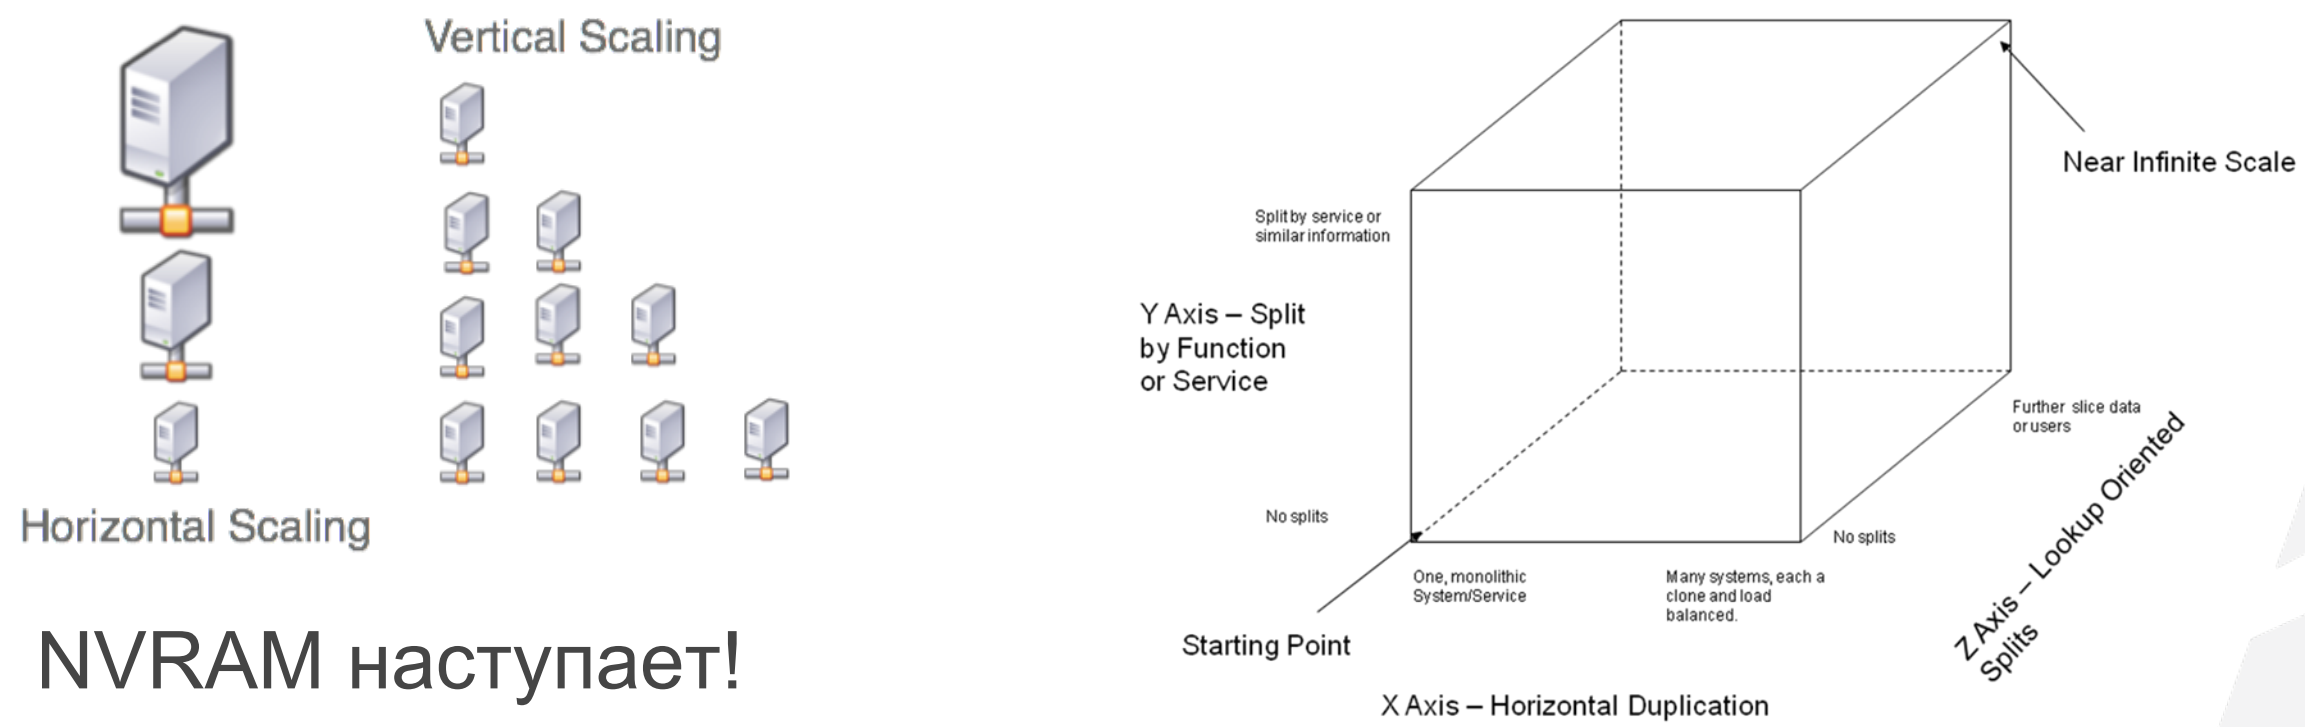 Vertical Scaling
Horizontal Scaling
NVRAM наступает!
Near Infinite Scale
Split by service or
similar information
Y Axis – Split
by Function
or Service
Further slice data
or users
No splits
No splits
One, monolithic
System/Service
Many systems, each a
clone and load
balanced.
Starting Point
Z Axis – Lookup Oriented
Splits
X Axis – Horizontal Duplication